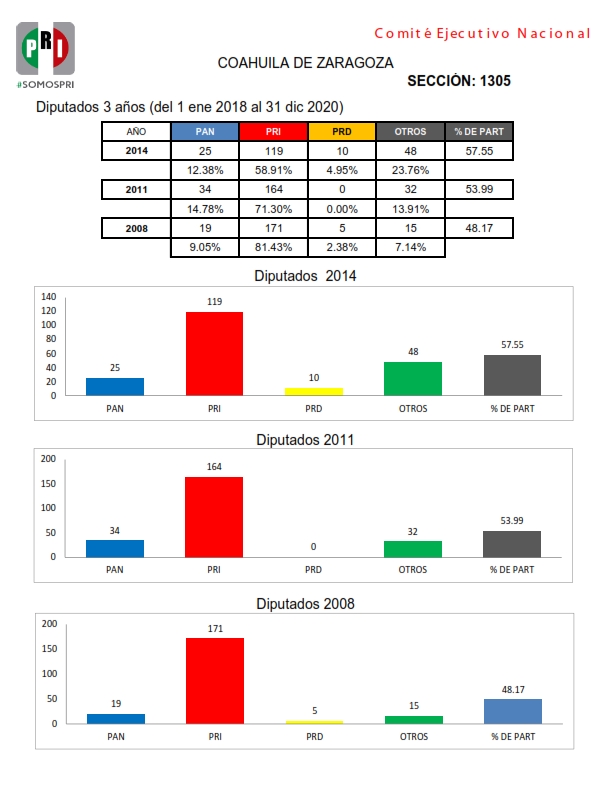 PRI
#SOMOSPRI
Comité Ejecutivo Nacional
COAHUILA DE ZARAGOZA
SECCIÒN: 1305
Diputados 3 años (del 1 ene 2018 al 31 dic 2020)
AÑO PAN PRI PRD OTROS % DE PART
2014 25 119 10 48 57.55
12.38% 58.91% 4.95% 23.76%
2011 34 164 0 32 53.99
14.78% 71.30% 0.00% 13.91%
2008 19 171 5 15 48.17
9.05% 81.43% 2.38% 7.14%
Diputados 2014
140
120
100
80
60
40
20
0
25 119 10 48 57.55
PAN PRI PRD OTROS % DE PART
Diputados 2011
200
150
100
50
0
34 164 0 32 53.99
PAN PRI PRD OTROS % DE PART
Diputados 2008
200
150
100
50
0
19 171 5 15 48.17
PAN PRI PRD OTROS % DE PART